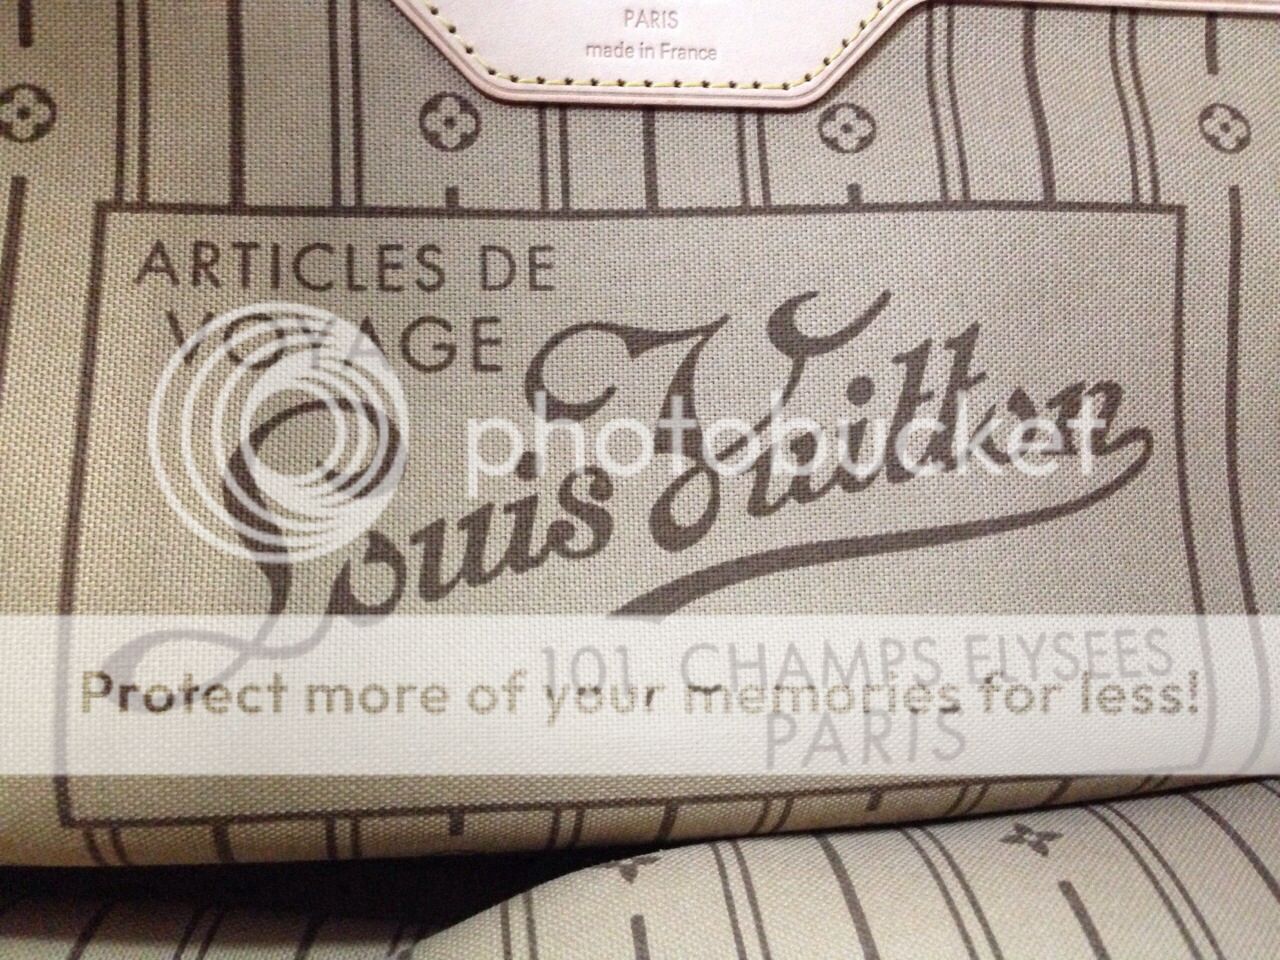 PARIS
made in France
ARTICLES DE
VOYAGE
Louis Vuitton
photobucket
101 CHAMPS ELYSEES
Protect more of your memories for less!
PARIS